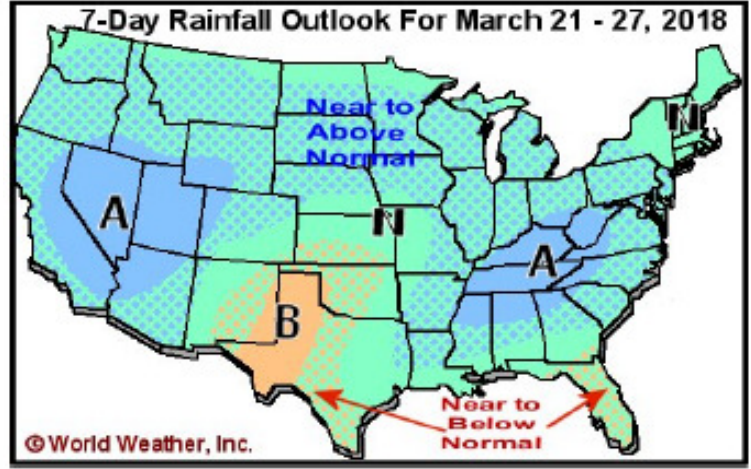 7-Day Rainfall Outlook For March 21 - 27, 2018
Near to
Above
Normal
N
A
N
A
B
Near to
Below
Normal
©World Weather, Inc.